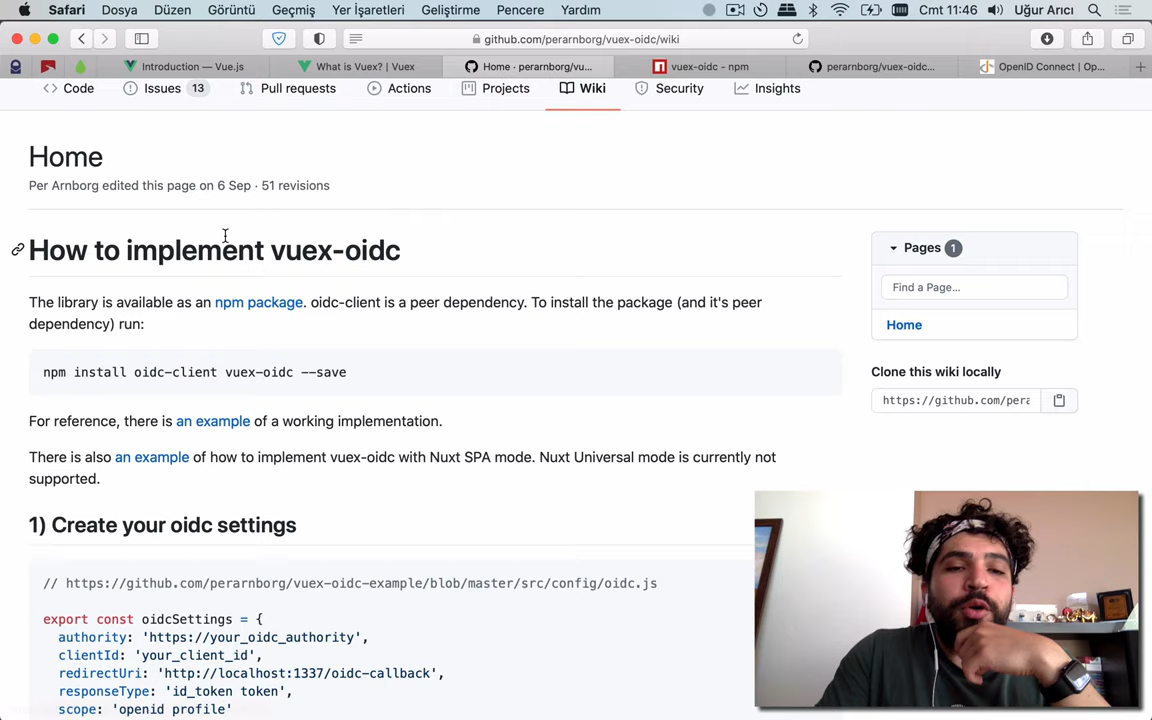 Safari Dosya Düzen Görüntü Geçmiş Yer İşaretleri Geliştirme Pencere Yardım Cmt 11:46 Uğur Arıcı
github.com/perarnborg/vuex-oidc/wiki
Introduction — Vue.js What is Vuex? | Vuex Home · perarnborg/vu... vuex-oidc - npm perarnborg/vuex-oidc... OpenID Connect | Op...
Code Issues 13 Pull requests Actions Projects Wiki Security Insights
Home
Per Arnborg edited this page on 6 Sep · 51 revisions
How to implement vuex-oidc
The library is available as an npm package. oidc-client is a peer dependency. To install the package (and it's peer
dependency) run:
npm install oidc-client vuex-oidc --save
For reference, there is an example of a working implementation.
There is also an example of how to implement vuex-oidc with Nuxt SPA mode. Nuxt Universal mode is currently not
supported.
1) Create your oidc settings
// https://github.com/perarnborg/vuex-oidc-example/blob/master/src/config/oidc.js
export const oidcSettings = {
authority: 'https://your_oidc_authority',
clientId: 'your_client_id',
redirectUri: 'http://localhost:1337/oidc-callback',
responseType: 'id_token token',
scope: 'openid profile'
Pages 1
Find a Page...
Home
Clone this wiki locally
https://github.com/pera